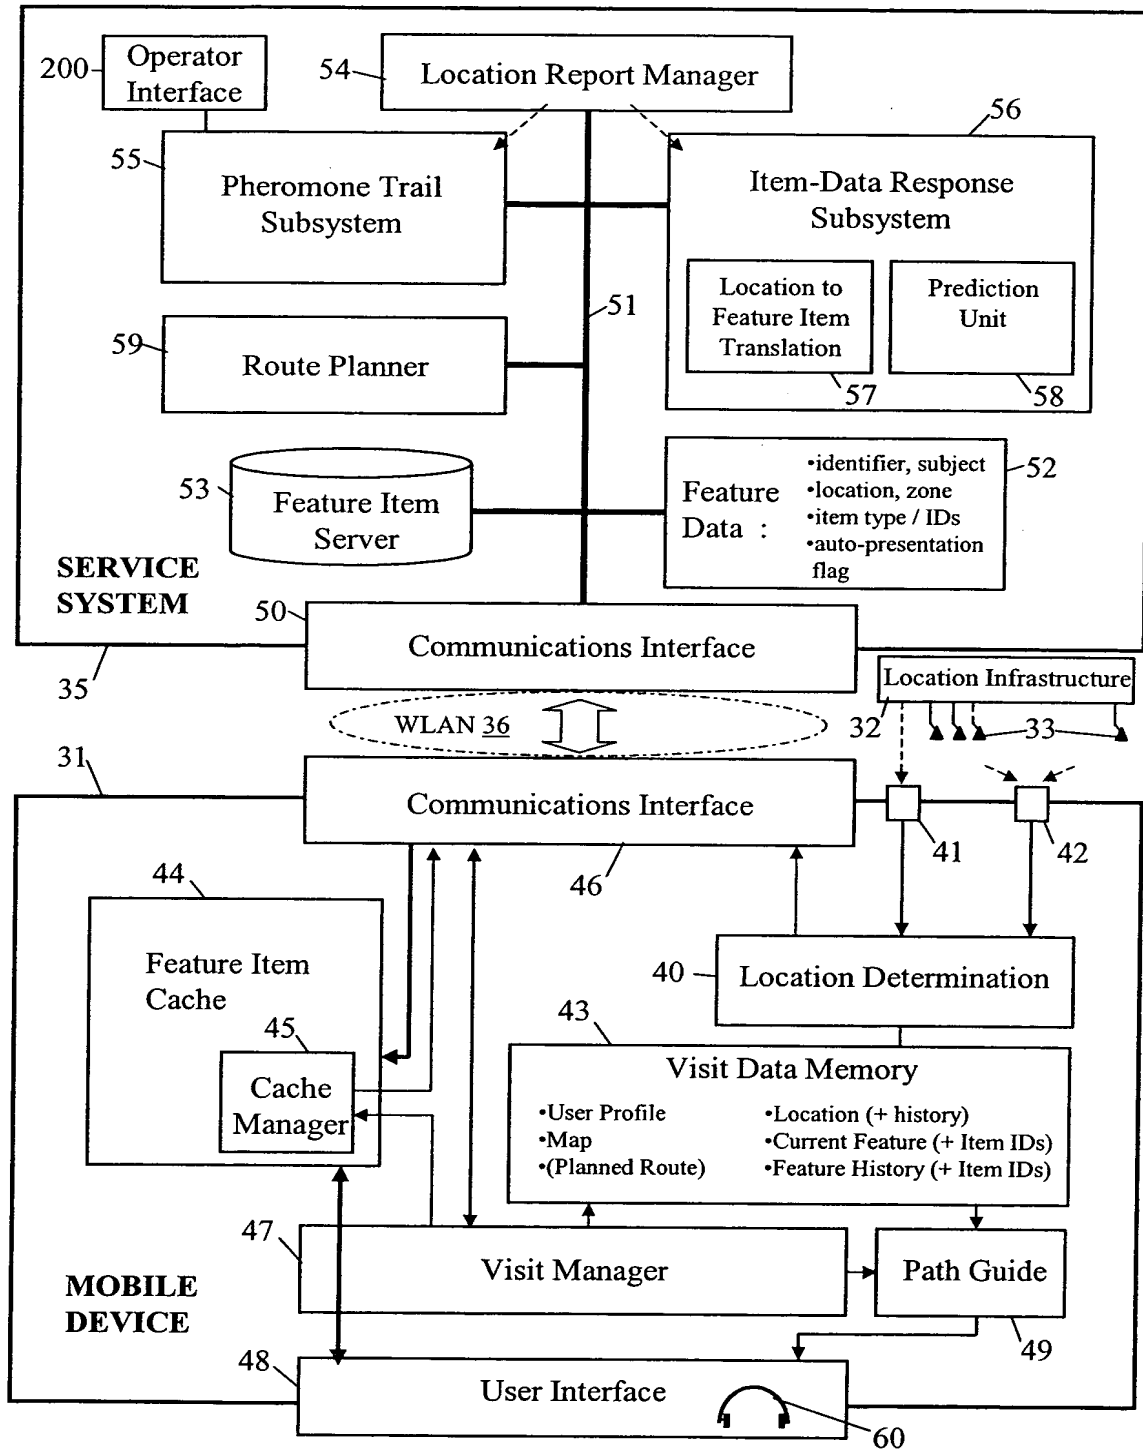 200
Operator
Interface
54
Location Report Manager
56
55
Pheromone Trail
Subsystem
Item-Data Response
Subsystem
Location to
Feature Item
Translation
Prediction
Unit
51
57
58
59
Route Planner
53
Feature Item
Server
Feature
Data :
•identifier, subject
•location, zone
•item type / IDs
•auto-presentation
flag
52
SERVICE
SYSTEM
50
Communications Interface
35
Location Infrastructure
32
33
WLAN 36
31
Communications Interface
41
42
46
44
Feature Item
Cache
40
Location Determination
45
Cache
Manager
43
Visit Data Memory
•User Profile
•Map
•(Planned Route)
•Location (+ history)
•Current Feature (+ Item IDs)
•Feature History (+ Item IDs)
47
Visit Manager
Path Guide
49
MOBILE
DEVICE
48
User Interface
60